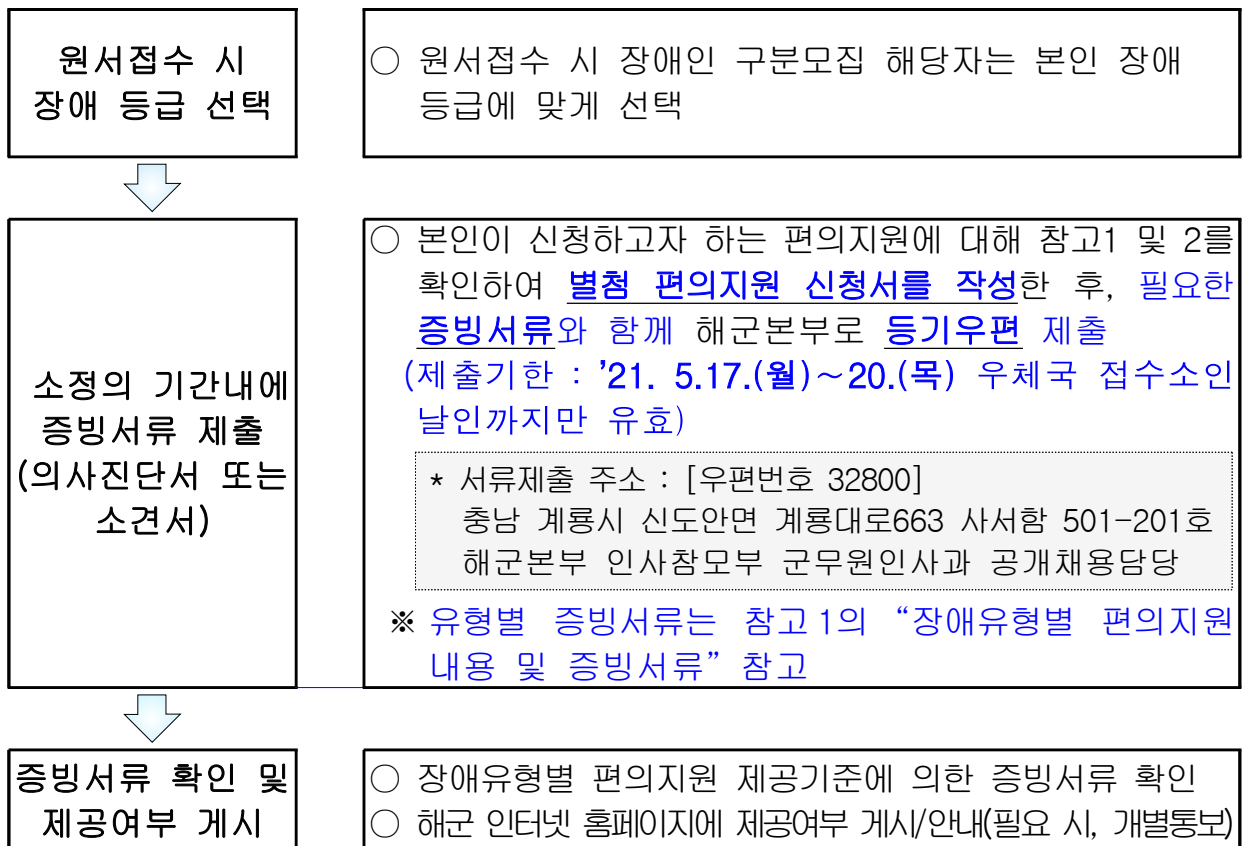 원서접수 시
장애 등급 선택
○ 원서접수 시 장애인 구분모집 해당자는 본인 장애
등급에 맞게 선택
소정의 기간내에
증빙서류 제출
(의사진단서 또는
소견서)
○ 본인이 신청하고자 하는 편의지원에 대해 참고1 및 2를
확인하여 별첨 편의지원 신청서를 작성한 후, 필요한
증빙서류와 함께 해군본부로 등기우편 제출
(제출기한 : ’21. 5.17.(월)～20.(목) 우체국 접수소인
날인까지만 유효)
* 서류제출 주소 : [우편번호 32800]
충남 계룡시 신도안면 계룡대로663 사서함 501-201호
해군본부 인사참모부 군무원인사과 공개채용담당
※ 유형별 증빙서류는 참고 1의 “장애유형별 편의지원
내용 및 증빙서류” 참고
증빙서류 확인 및
제공여부 게시
○ 장애유형별 편의지원 제공기준에 의한 증빙서류 확인
○ 해군 인터넷 홈페이지에 제공여부 게시/안내(필요 시, 개별통보)